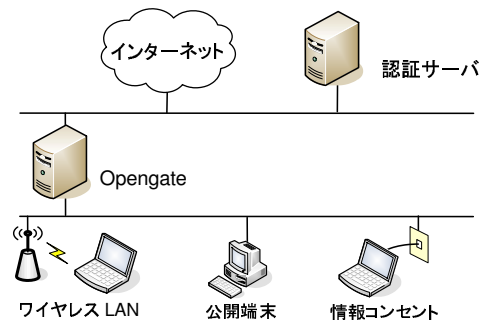 インターネット
認証サーバ
Opengate
ワイヤレス LAN
公開端末
情報コンセント